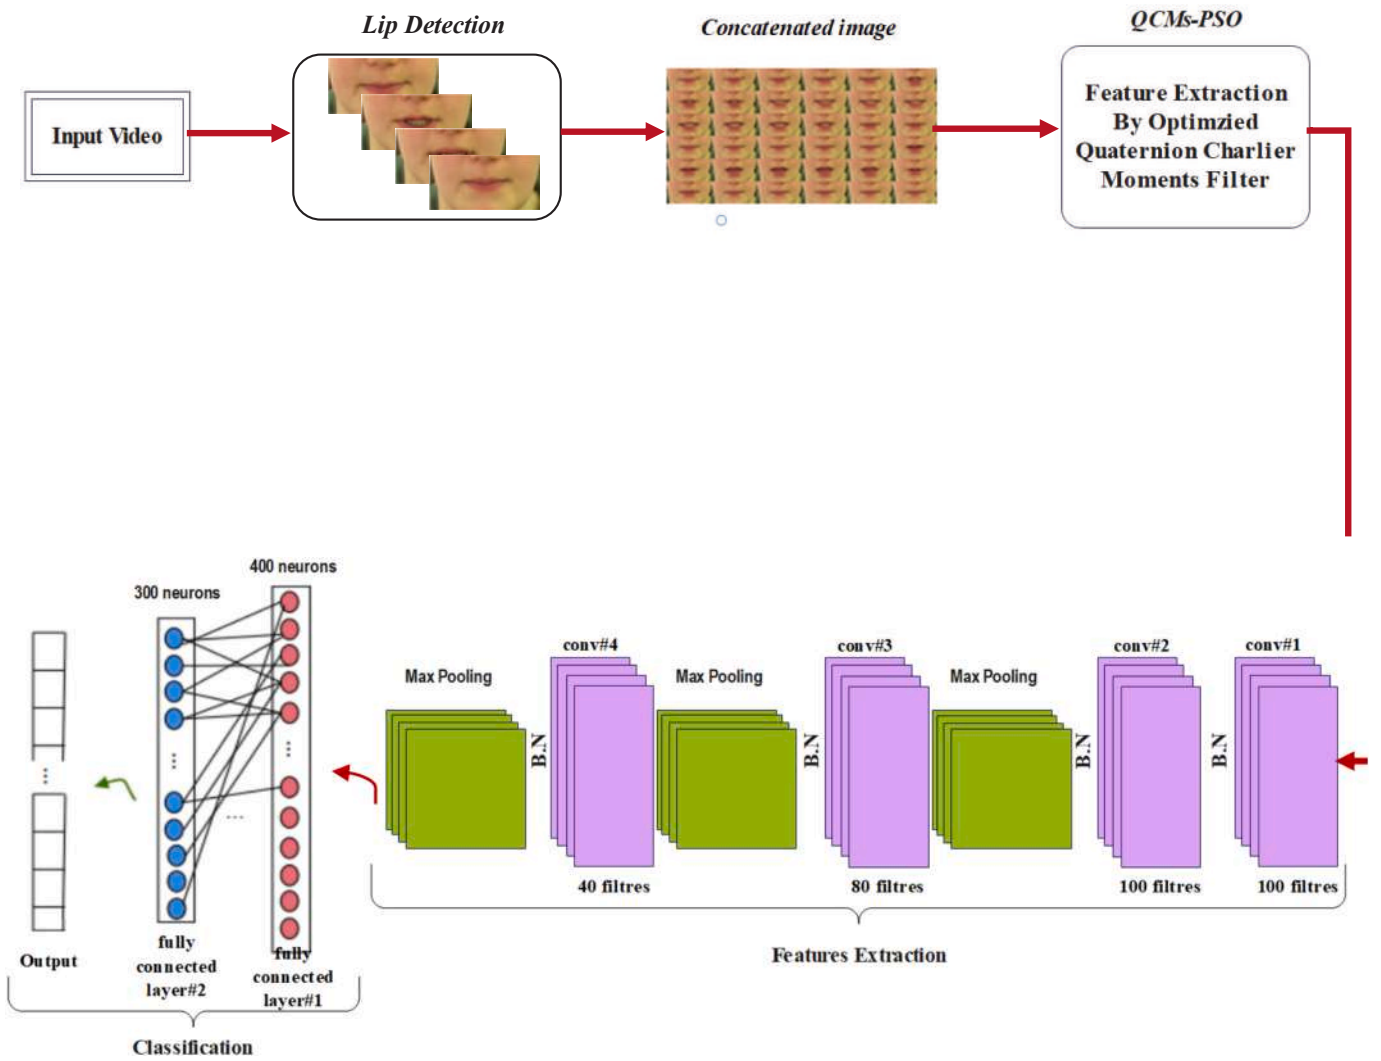 Lip Detection
Concatenated image
QCMs-PSO
Input Video
Feature Extraction
By Optimzied
Quaternion Charlier
Moments Filter
400 neurons
300 neurons
conv#4
conv#3
conv#2
conv#1
Max Pooling
Max Pooling
Max Pooling
B.N
B.N
B.N
B.N
...
...
...
...
40 filtres
80 filtres
100 filtres
100 filtres
Output
fully
connected
layer#2
fully
connected
layer#1
Features Extraction
Classification